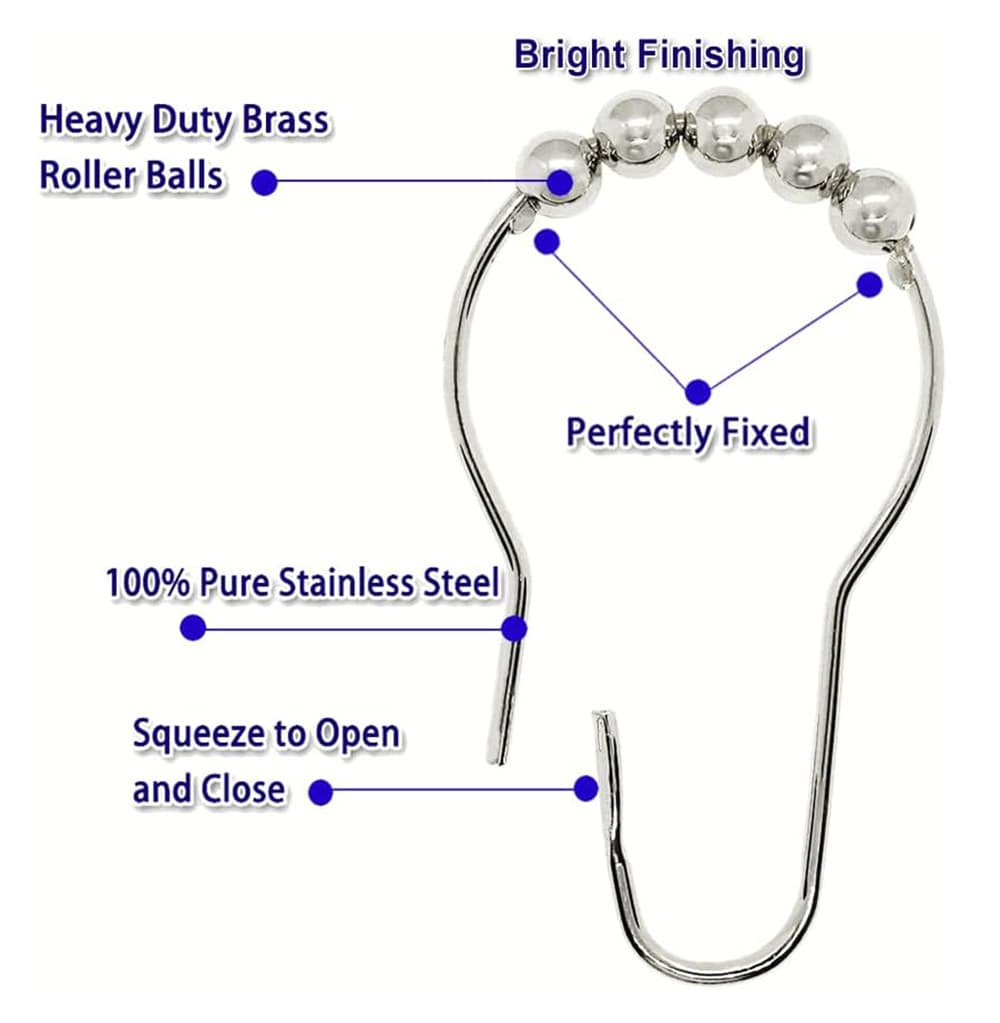 Bright Finishing
Heavy Duty Brass
Roller Balls
Perfectly Fixed
100% Pure Stainless Steel
Squeeze to Open
and Close